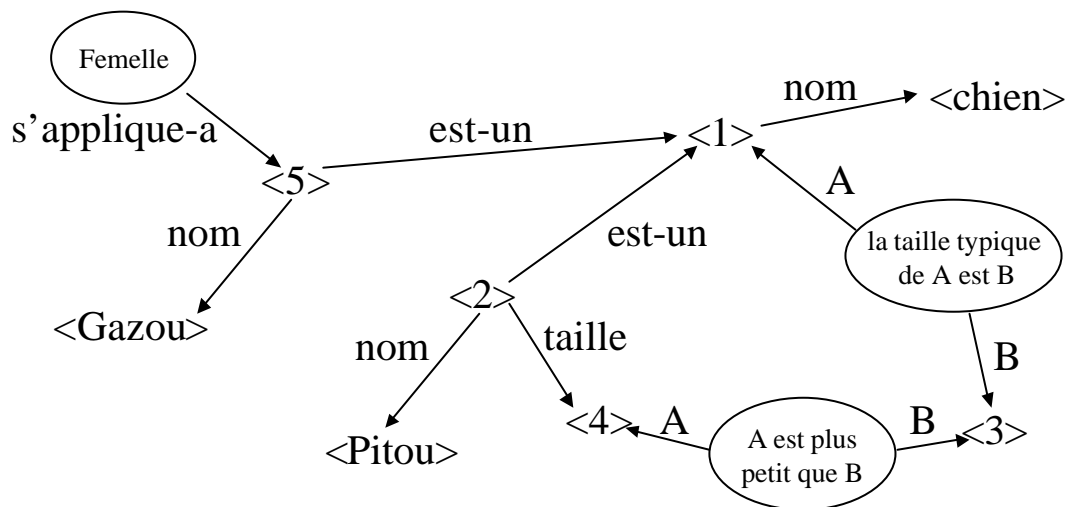 Femelle
s'applique-a
est-un
nom
<chien>
<1>
<5>
A
nom
est-un
la taille typique
de A est B
<2>
<Gazou>
nom
taille
B
<4>
A
A est plus
petit que B
B
<3>
<Pitou>